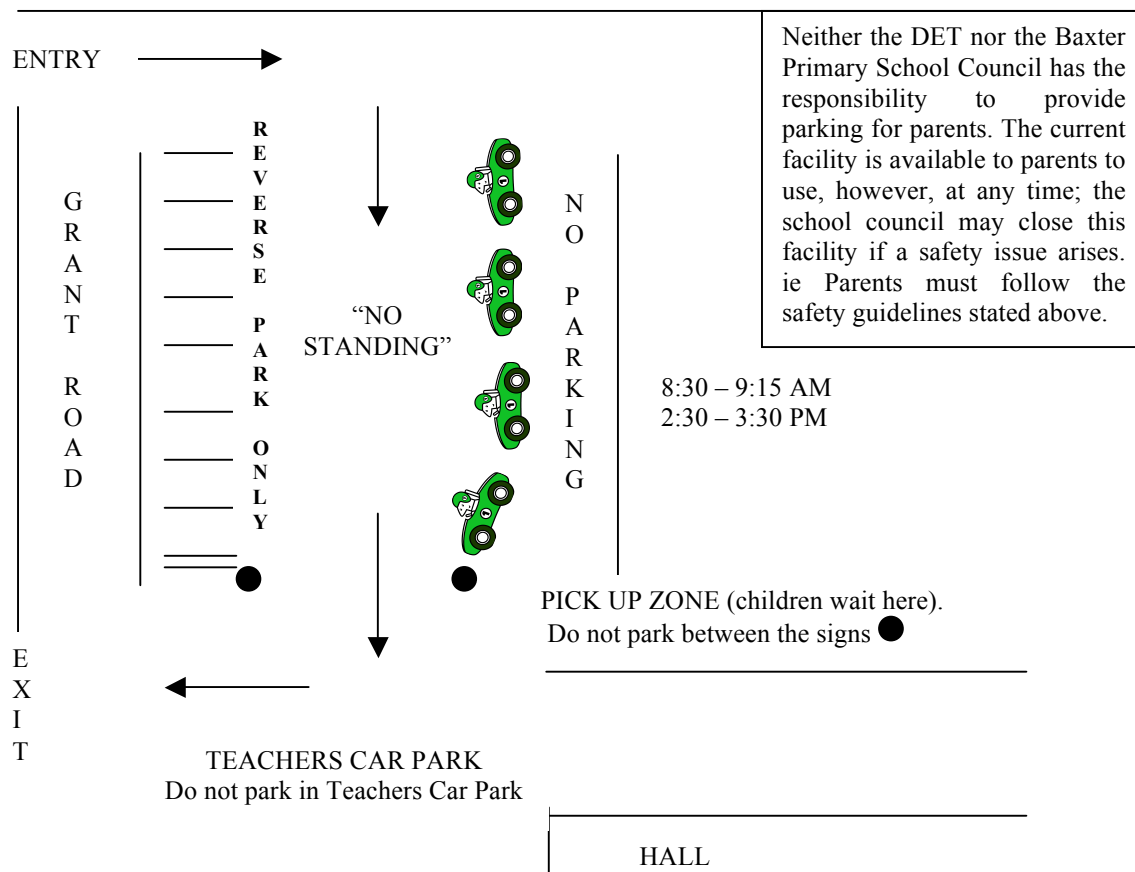 ENTRY
Neither the DET nor the Baxter
Primary School Council has the
responsibility to provide
parking for parents. The current
facility is available to parents to
use, however, at any time; the
school council may close this
facility if a safety issue arises.
ie Parents must follow the
safety guidelines stated above.
GRANT ROAD
REVERSE PARK ONLY
“NO
STANDING”
NO PARKING
8:30 – 9:15 AM
2:30 – 3:30 PM
PICK UP ZONE (children wait here).
Do not park between the signs
EXIT
TEACHERS CAR PARK
Do not park in Teachers Car Park
HALL